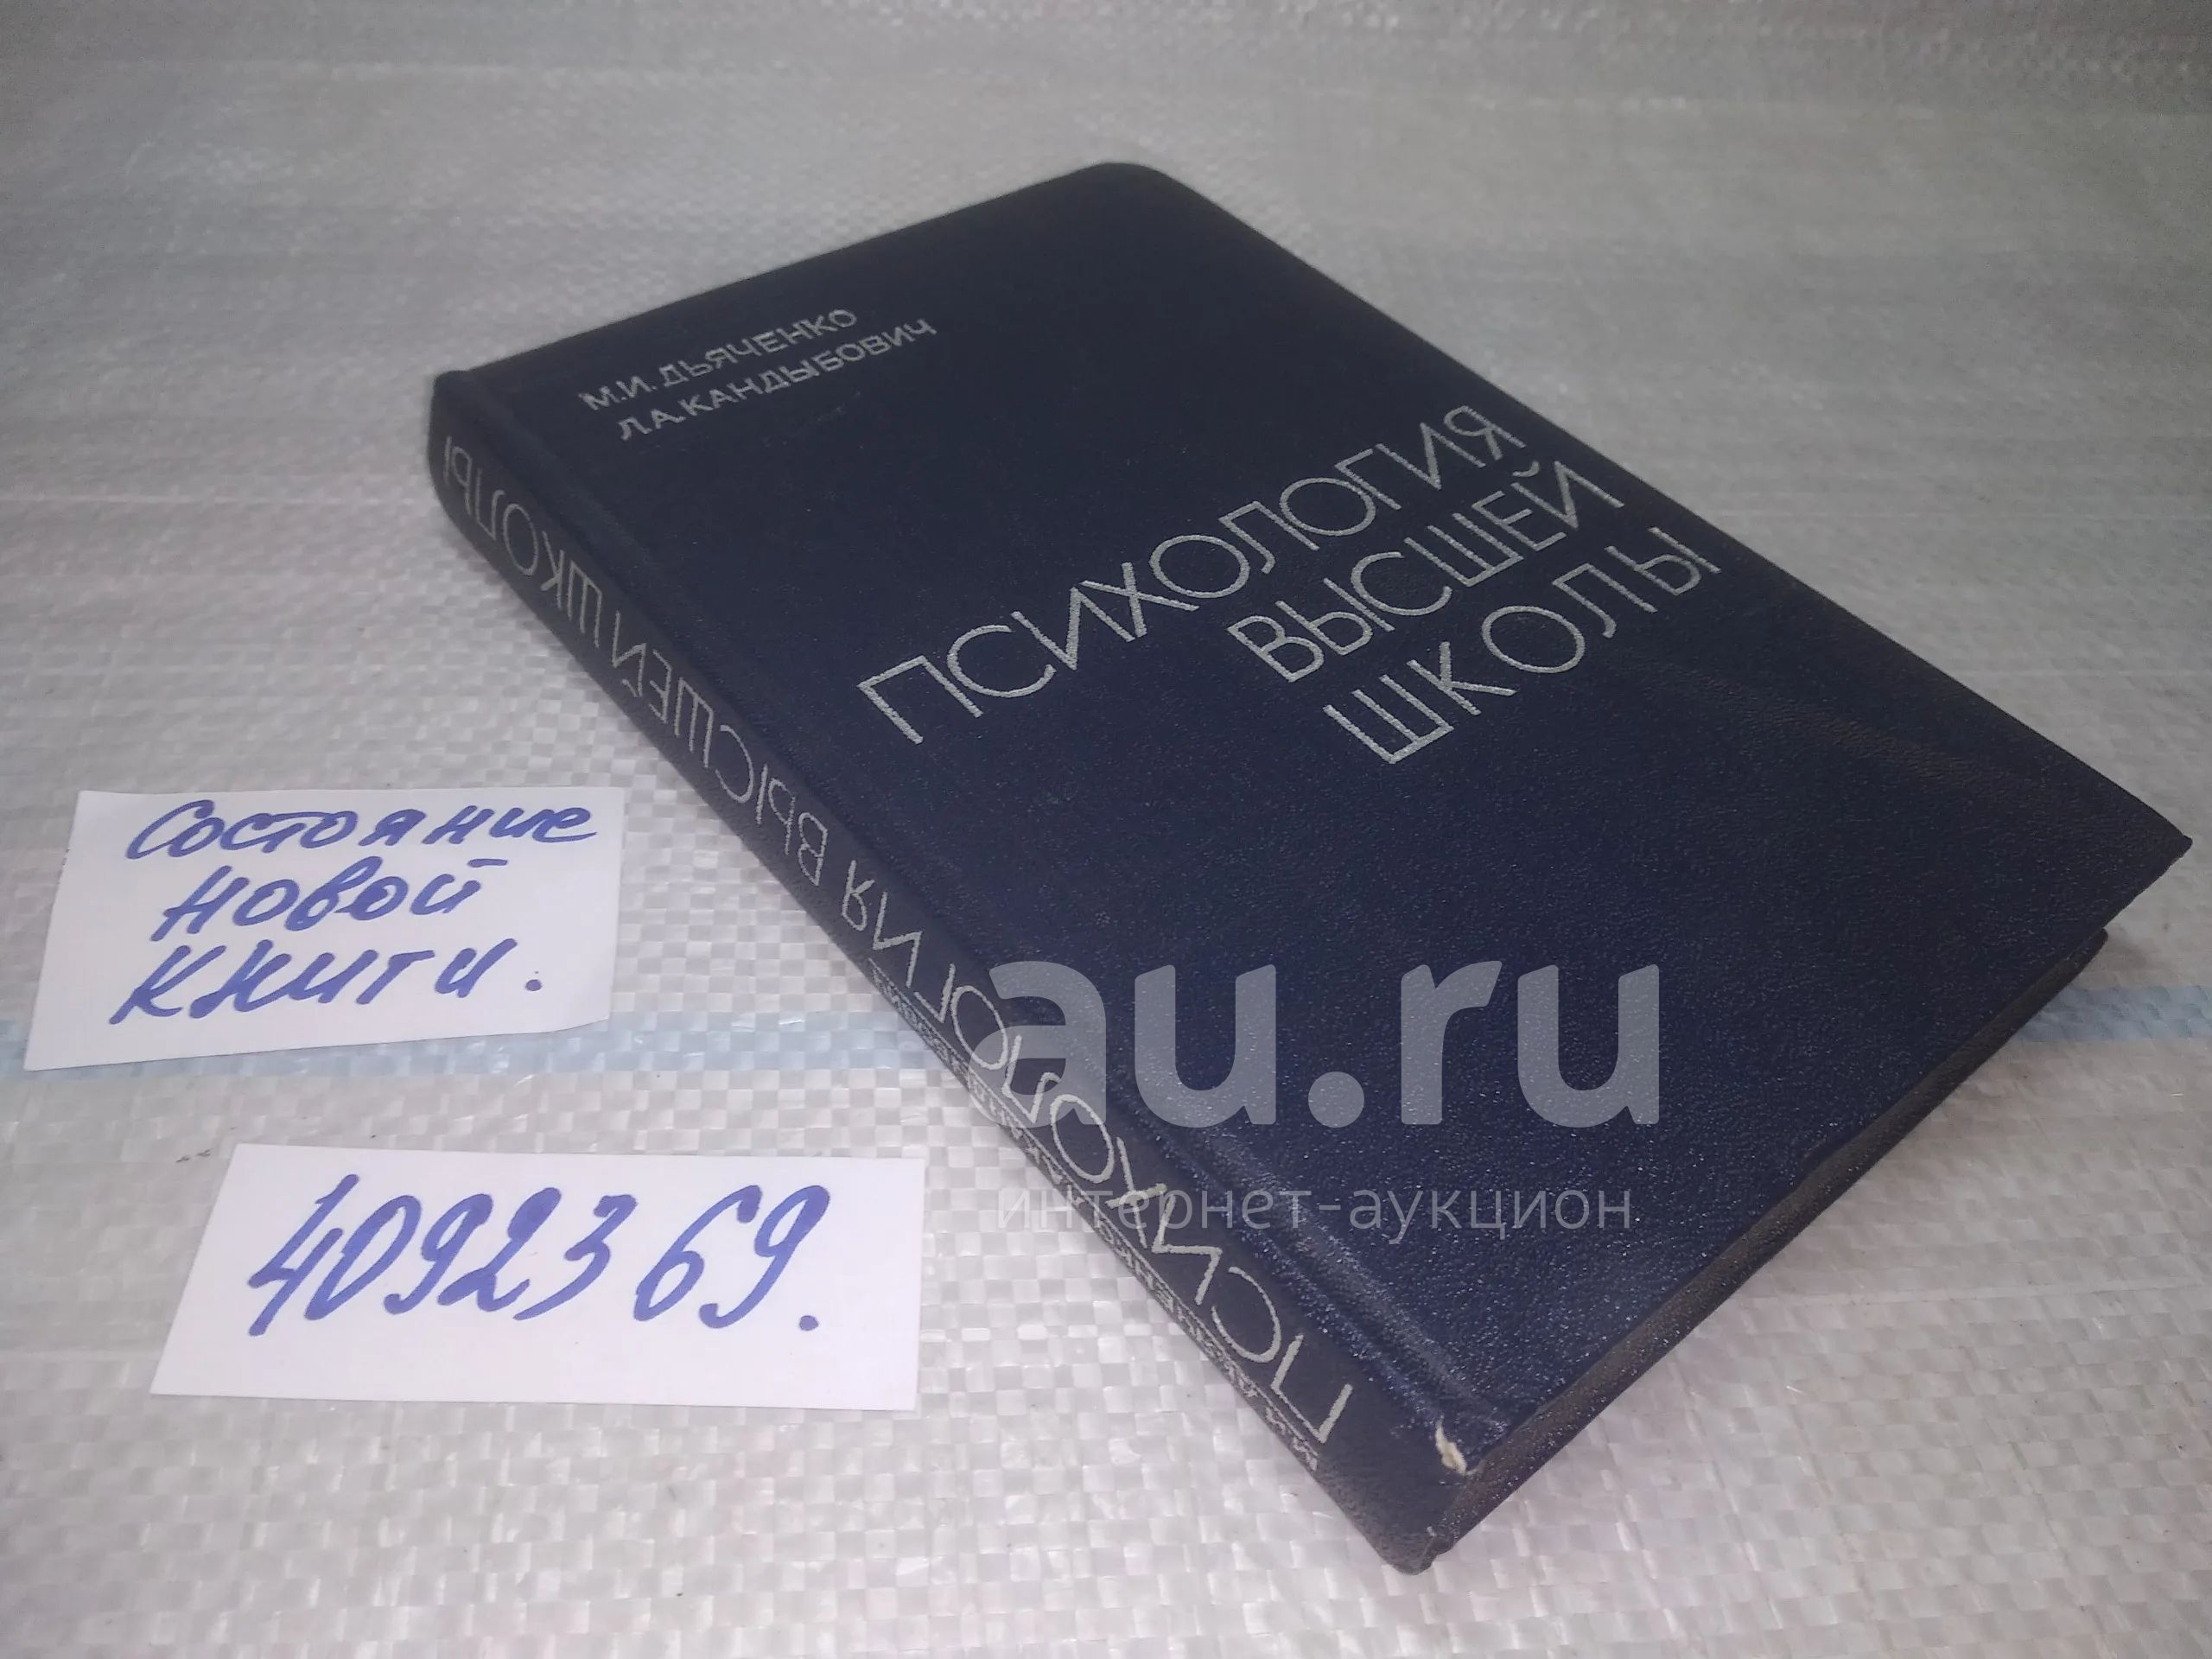 М.И. ДЬЯЧЕНКО
Л.А. КАНДЫБОВИЧ
ПСИХОЛОГИЯ
ВЫСШЕЙ
ШКОЛЫ
ПСИХОЛОГИЯ ВЫСШЕЙ ШКОЛЫ
Состояние
новой
книги.
4092369.
au.ru
интернет-аукцион